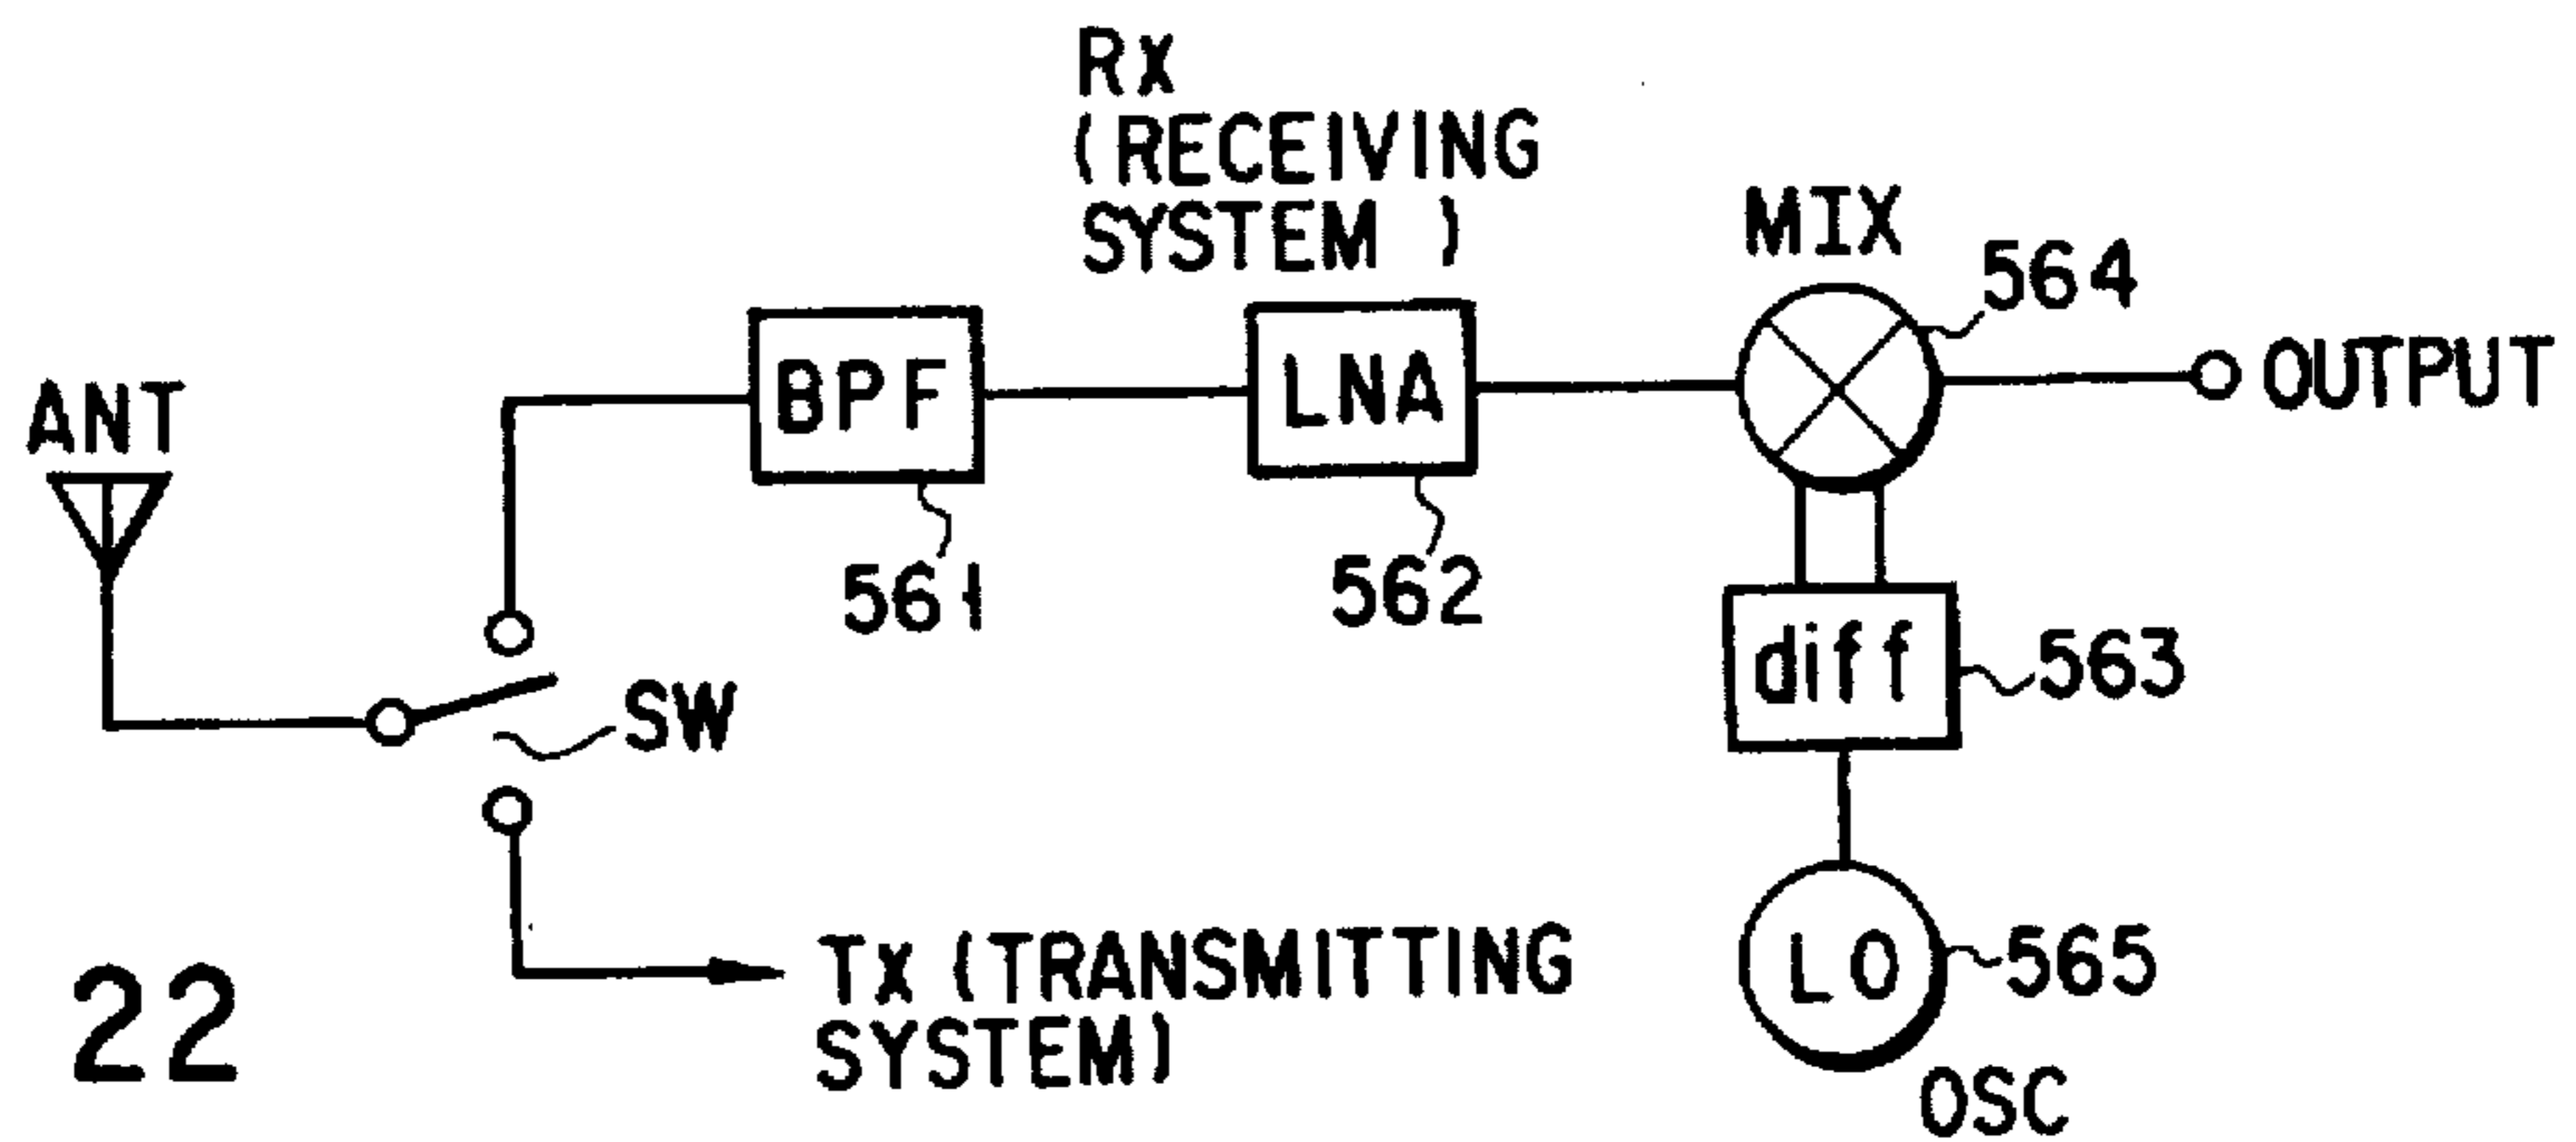 Rx
(RECEIVING
SYSTEM )
MIX
564
ANT
BPF
LNA
OUTPUT
561
562
diff
563
SW
Tx (TRANSMITTING
SYSTEM)
LO
565
OSC
22